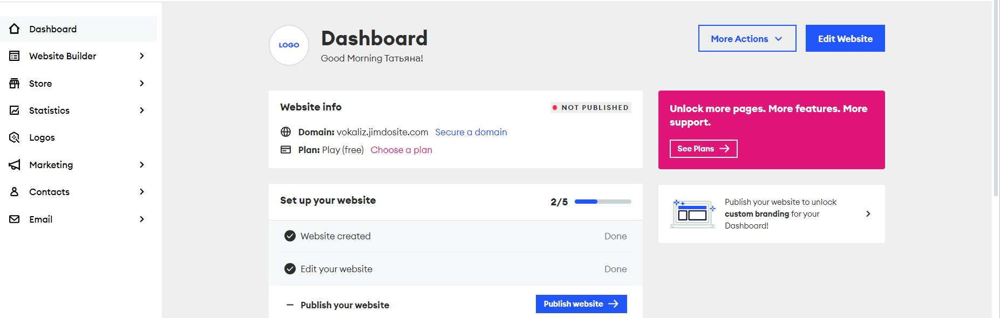 Dashboard
Website Builder
Store
Statistics
Logos
Marketing
Contacts
Email
LOGO
Dashboard
Good Morning Татьяна!
More Actions
Edit Website
Website info
NOT PUBLISHED
Domain: vokaliz.jimdosite.com Secure a domain
Plan: Play (free) Choose a plan
Unlock more pages. More features. More
support.
See Plans
Set up your website
2/5
Website created
Done
Edit your website
Done
Publish your website
Publish website
Publish your website to unlock
custom branding for your
Dashboard!